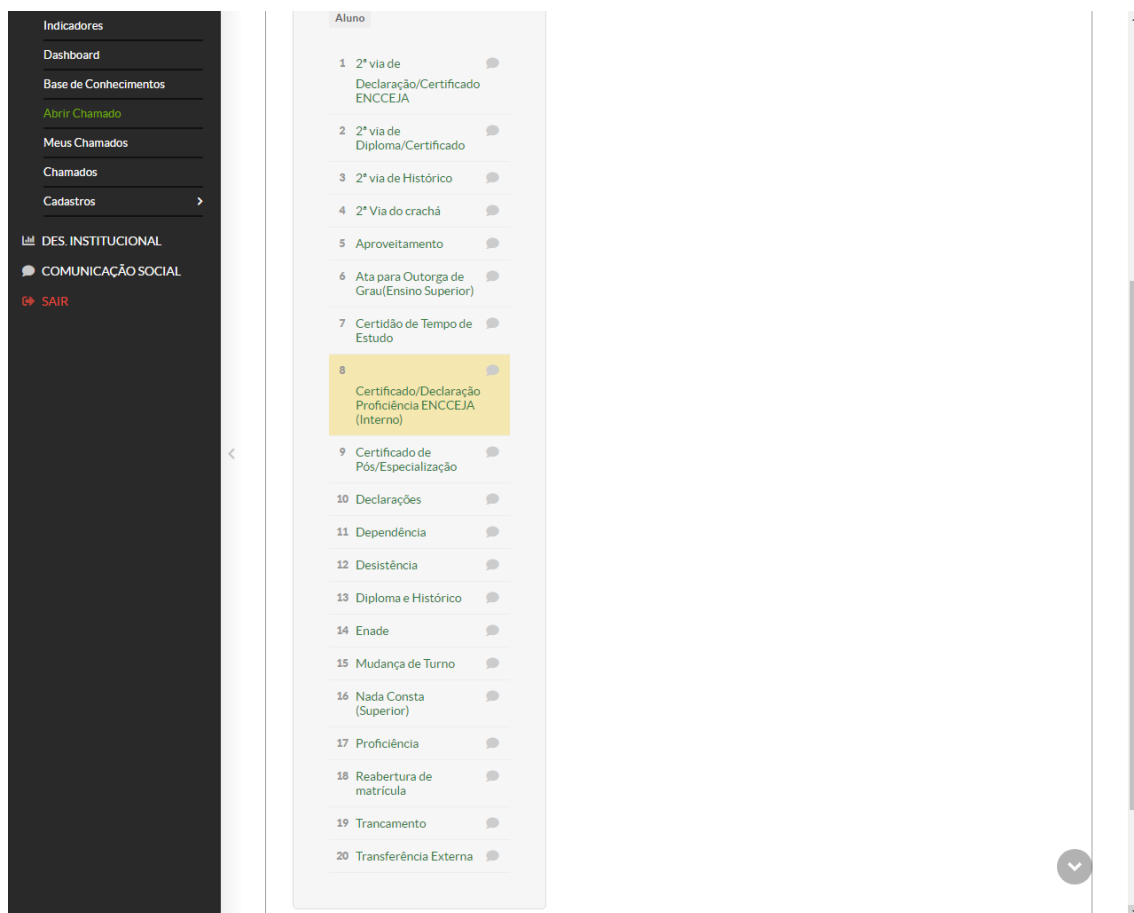 Indicadores
Dashboard
Base de Conhecimentos
Abrir Chamado
Meus Chamados
Chamados
Cadastros
DES. INSTITUCIONAL
COMUNICAÇÃO SOCIAL
SAIR
Aluno
1 2ª via de
Declaração/Certificado
ENCCEJA
2 2ª via de
Diploma/Certificado
3 2ª via de Histórico
4 2ª Via do crachá
5 Aproveitamento
6 Ata para Outorga de
Grau(Ensino Superior)
7 Certidão de Tempo de
Estudo
8
Certificado/Declaração
Proficiência ENCCEJA
(Interno)
9 Certificado de
Pós/Especialização
10 Declarações
11 Dependência
12 Desistência
13 Diploma e Histórico
14 Enade
15 Mudança de Turno
16 Nada Consta
(Superior)
17 Proficiência
18 Reabertura de
matrícula
19 Trancamento
20 Transferência Externa